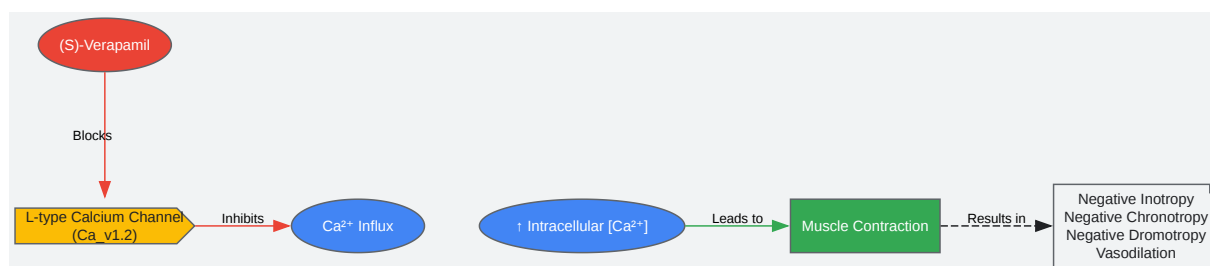 (S)-Verapamil
Blocks
L-type Calcium Channel
(Ca_v1.2)
Inhibits
Ca²⁺ Influx
↑ Intracellular [Ca²⁺]
Leads to
Muscle Contraction
Results in
Negative Inotropy
Negative Chronotropy
Negative Dromotropy
Vasodilation